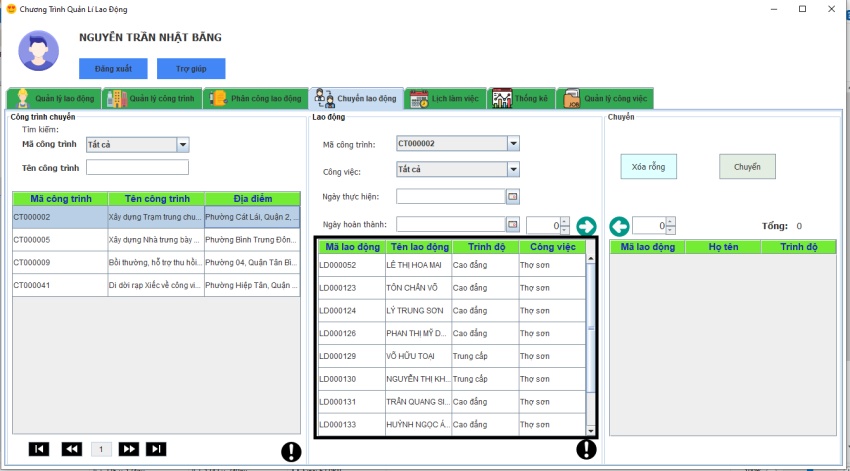 Chương Trình Quản Lí Lao Động
NGUYỄN TRẦN NHẬT BĂNG
Đăng xuất Trợ giúp
Quản lý lao động Quản lý công trình Phân công lao động Chuyển lao động Lịch làm việc Thống kê Quản lý công việc
Công trình chuyển
Tìm kiếm:
Mã công trình Tất cả
Tên công trình
Mã công trình Tên công trình Địa điểm
CT000002 Xây dựng Trạm trung chu... Phường Cát Lái, Quận 2, ...
CT000005 Xây dựng Nhà trưng bày ... Phường Bình Trưng Đôn...
CT000009 Bồi thường, hỗ trợ thu hồi... Phường 04, Quận Tân Bì...
CT000041 Di dời rạp Xiếc về công vi... Phường Hiệp Tân, Quận ...
1
Lao động
Mã công trình: CT000002
Công việc: Tất cả
Ngày thực hiện:
Ngày hoàn thành: 0
Mã lao động Tên lao động Trình độ Công việc
LD000052 LÊ THỊ HOA MAI Cao đẳng Thợ sơn
LD000123 TÔN CHẤN VÕ Cao đẳng Thợ sơn
LD000124 LÝ TRUNG SƠN Cao đẳng Thợ sơn
LD000126 PHAN THỊ MỸ D... Cao đẳng Thợ sơn
LD000129 VÕ HỮU TOẠI Trung cấp Thợ sơn
LD000130 NGUYỄN THỊ KH... Trung cấp Thợ sơn
LD000131 TRẦN QUANG SI... Cao đẳng Thợ sơn
LD000133 HUỲNH NGỌC Á... Cao đẳng Thợ sơn
Chuyển
Xóa rỗng Chuyển
0 Tổng: 0
Mã lao động Họ tên Trình độ